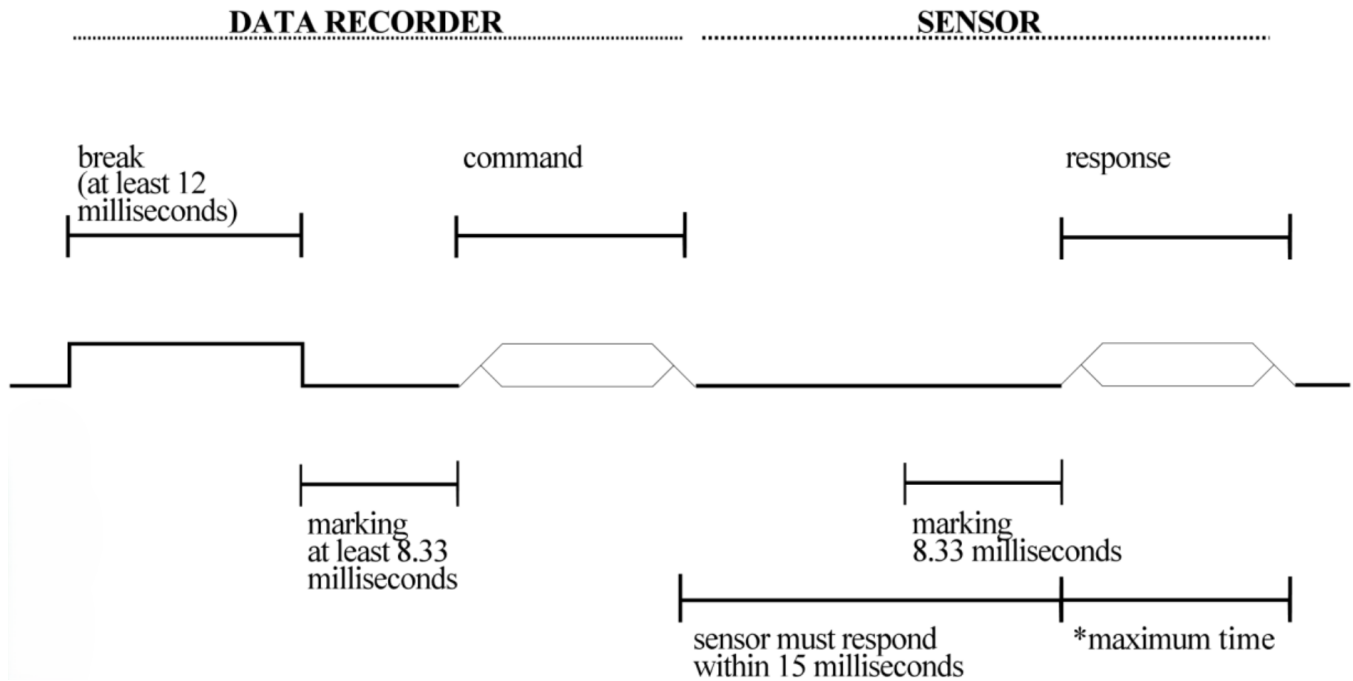 DATA RECORDER
SENSOR
break
(at least 12
milliseconds)
command
response
marking
at least 8.33
milliseconds
marking
8.33 milliseconds
sensor must respond
within 15 milliseconds
*maximum time